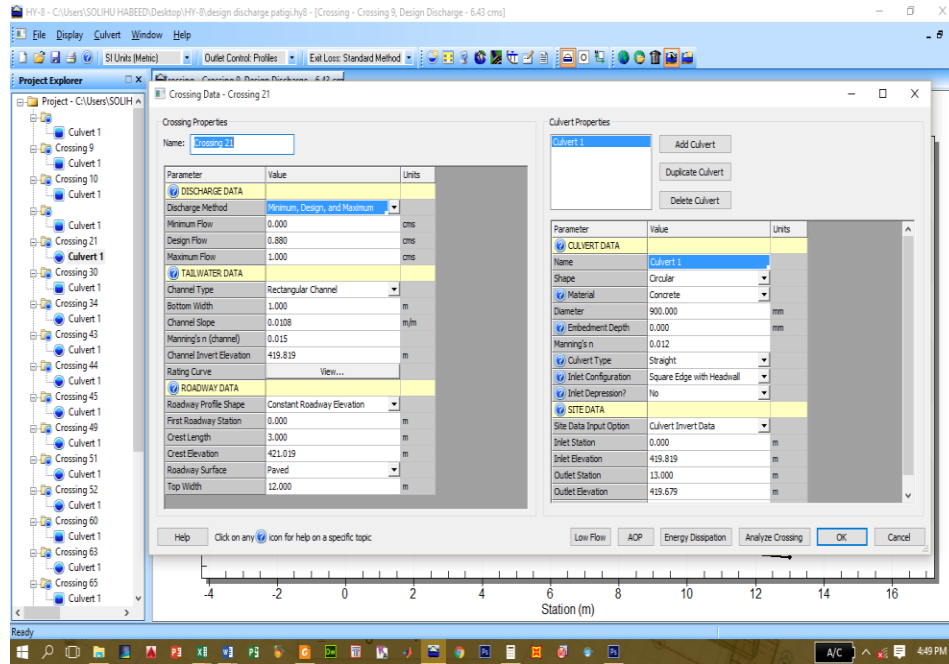 HY-8 - C:\Users\SOLIHU HABEED\Desktop\HY-8\design discharge patigi.hy8 - [Crossing - Crossing 9, Design Discharge - 6.43 cms]
File Display Culvert Window Help
SI Units (Metric) Outlet Control: Profiles Exit Loss: Standard Method
Project Explorer
Project - C:\Users\SOLIH
Culvert 1
Crossing 9
Culvert 1
Crossing 10
Culvert 1
Culvert 1
Crossing 21
Culvert 1
Crossing 30
Culvert 1
Crossing 34
Culvert 1
Crossing 43
Culvert 1
Crossing 44
Culvert 1
Crossing 45
Culvert 1
Crossing 49
Culvert 1
Crossing 51
Culvert 1
Crossing 52
Culvert 1
Crossing 60
Culvert 1
Crossing 63
Culvert 1
Crossing 65
Culvert 1
Crossing Data - Crossing 21
Crossing Properties
Name: Crossing 21
Parameter Value Units
DISCHARGE DATA
Discharge Method Minimum, Design, and Maximum
Minimum Flow 0.000 cms
Design Flow 0.880 cms
Maximum Flow 1.000 cms
TAILWATER DATA
Channel Type Rectangular Channel
Bottom Width 1.000 m
Channel Slope 0.0108 m/m
Manning's n (channel) 0.015
Channel Invert Elevation 419.819 m
Rating Curve View...
ROADWAY DATA
Roadway Profile Shape Constant Roadway Elevation
First Roadway Station 0.000 m
Crest Length 3.000 m
Crest Elevation 421.019 m
Roadway Surface Paved
Top Width 12.000 m
Culvert Properties
Culvert 1
Add Culvert
Duplicate Culvert
Delete Culvert
Parameter Value Units
CULVERT DATA
Name Culvert 1
Shape Circular
Material Concrete
Diameter 900.000 mm
Embedment Depth 0.000 mm
Manning's n 0.012
Culvert Type Straight
Inlet Configuration Square Edge with Headwall
Inlet Depression? No
SITE DATA
Site Data Input Option Culvert Invert Data
Inlet Station 0.000 m
Inlet Elevation 419.819 m
Outlet Station 13.000 m
Outlet Elevation 419.679 m
Help Click on any ? icon for help on a specific topic
Low Flow AOP Energy Dissipation Analyze Crossing OK Cancel
-4 -2 0 2 4 6 8 10 12 14 16
Station (m)
Ready
A/C 4:49 PM